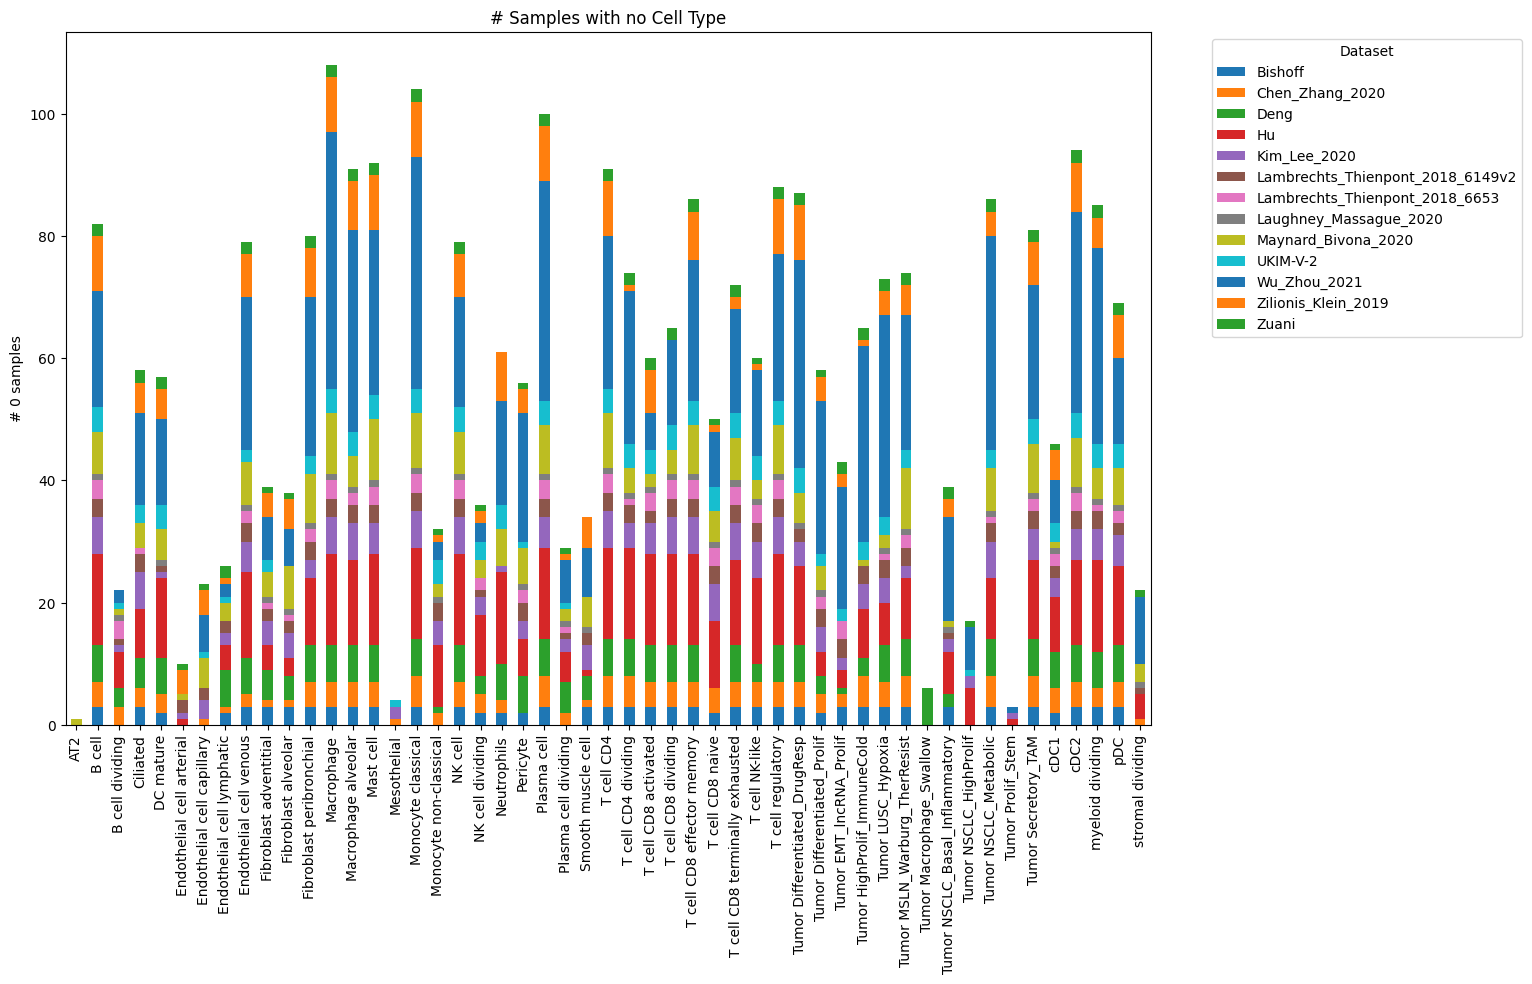 # Samples with no Cell Type
# 0 samples
100
80
60
40
20
0
AT2
B cell
B cell dividing
Ciliated
DC mature
Endothelial cell arterial
Endothelial cell capillary
Endothelial cell lymphatic
Endothelial cell venous
Fibroblast adventitial
Fibroblast alveolar
Fibroblast peribronchial
Macrophage
Macrophage alveolar
Mast cell
Mesothelial
Monocyte classical
Monocyte non-classical
NK cell
NK cell dividing
Neutrophils
Pericyte
Plasma cell
Plasma cell dividing
Smooth muscle cell
T cell CD4
T cell CD4 dividing
T cell CD8 activated
T cell CD8 dividing
T cell CD8 effector memory
T cell CD8 naive
T cell CD8 terminally exhausted
T cell NK-like
T cell regulatory
Tumor Differentiated_DrugResp
Tumor Differentiated_Prolif
Tumor EMT_lncRNA_Prolif
Tumor HighProlif_ImmuneCold
Tumor LUSC_Hypoxia
Tumor MSLN_Warburg_TherResist
Tumor Macrophage_Swallow
Tumor NSCLC_Basal_Inflammatory
Tumor NSCLC_HighProlif
Tumor NSCLC_Metabolic
Tumor Prolif_Stem
Tumor Secretory_TAM
cDC1
cDC2
myeloid dividing
pDC
stromal dividing
Dataset
Bishoff
Chen_Zhang_2020
Deng
Hu
Kim_Lee_2020
Lambrechts_Thienpont_2018_6149v2
Lambrechts_Thienpont_2018_6653
Laughney_Massague_2020
Maynard_Bivona_2020
UKIM-V-2
Wu_Zhou_2021
Zilionis_Klein_2019
Zuani